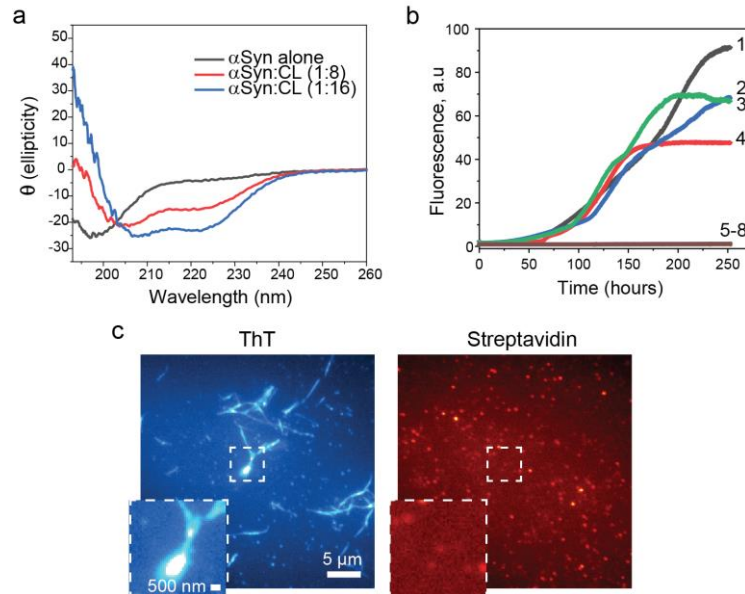 a
θ (ellipticity)
50
40
30
20
10
0
-10
-20
-30
αSyn alone
αSyn:CL (1:8)
αSyn:CL (1:16)
200 210 220 230 240 250 260
Wavelength (nm)
b
Fluorescence, a.u
100
80
60
40
20
0
1
2
3
4
5-8
0 50 100 150 200 250
Time (hours)
c
ThT
Streptavidin
500 nm
5 µm